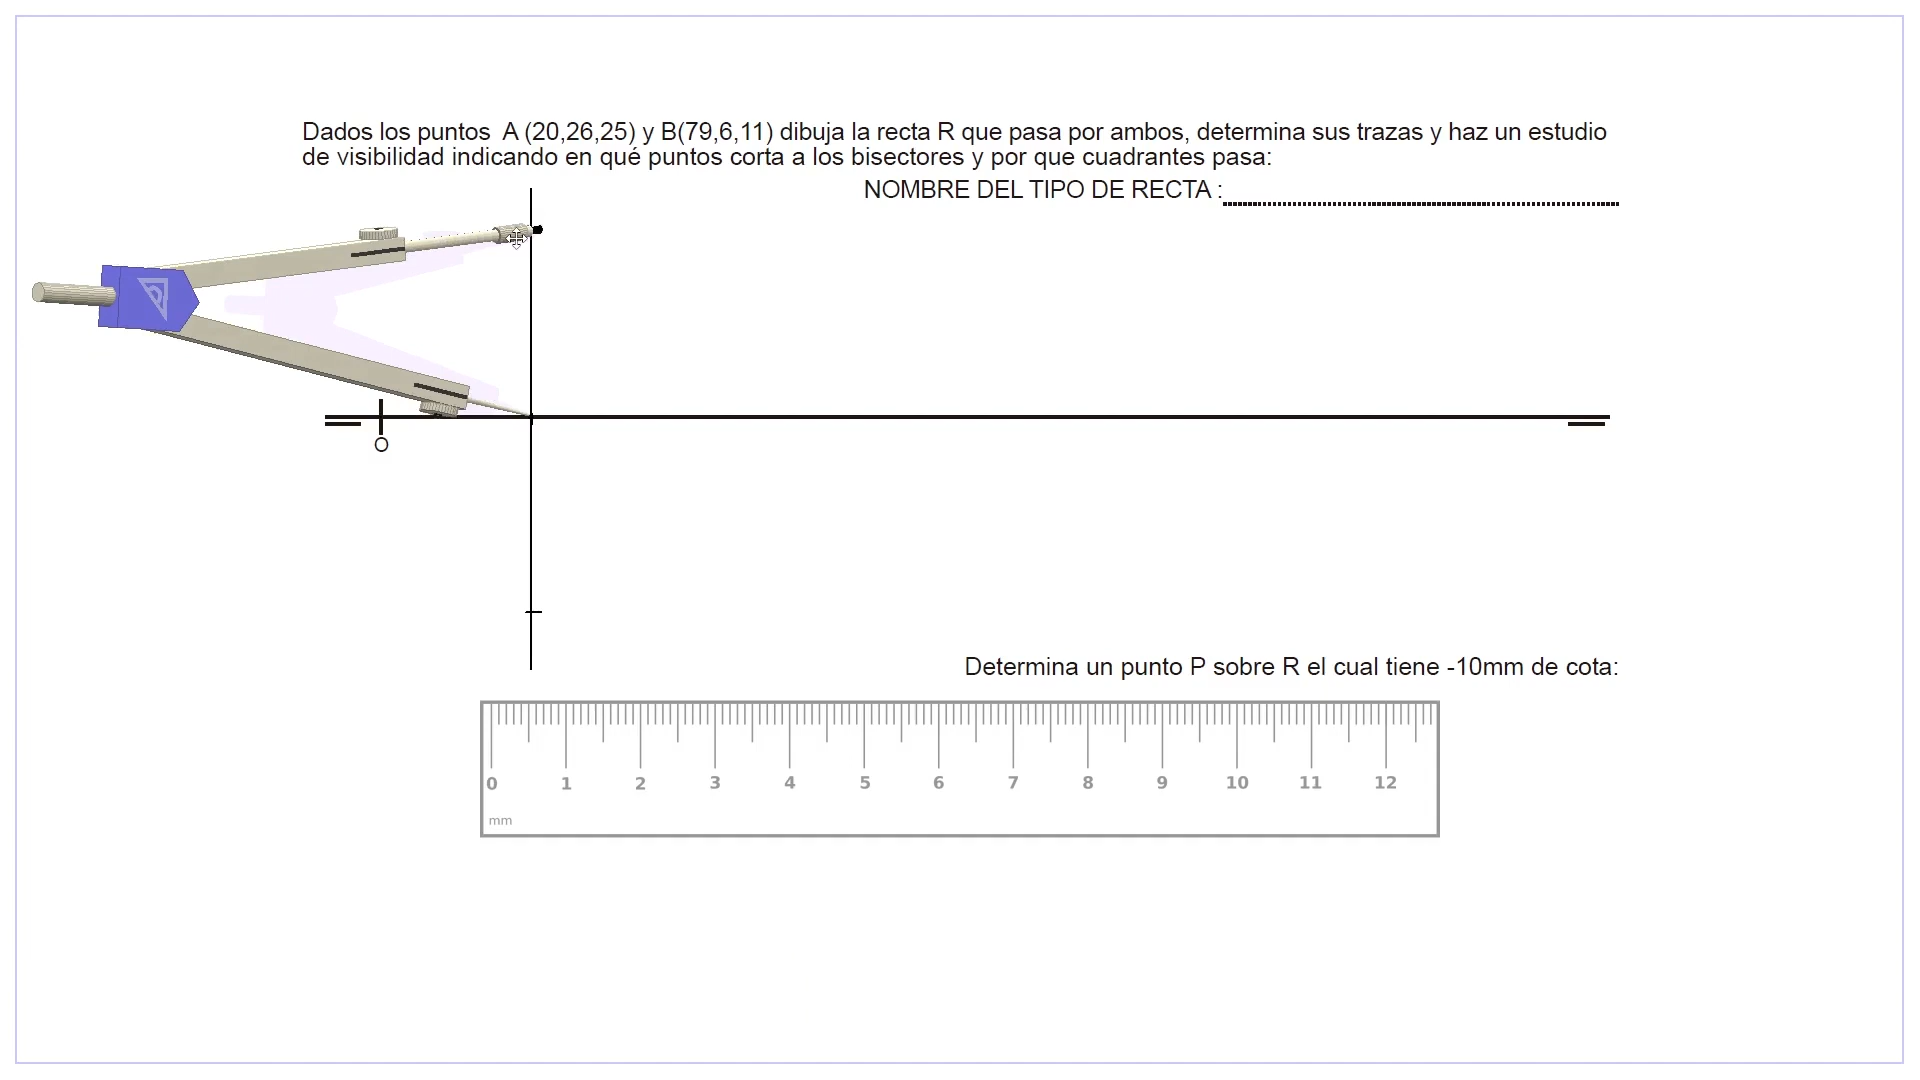 Dados los puntos  A (20,26,25) y B(79,6,11) dibuja la recta R que pasa por ambos, determina sus trazas y haz un estudio
de visibilidad indicando en qué puntos corta a los bisectores y por que cuadrantes pasa:
NOMBRE DEL TIPO DE RECTA :
O
Determina un punto P sobre R el cual tiene -10mm de cota:
0 1 2 3 4 5 6 7 8 9 10 11 12
mm